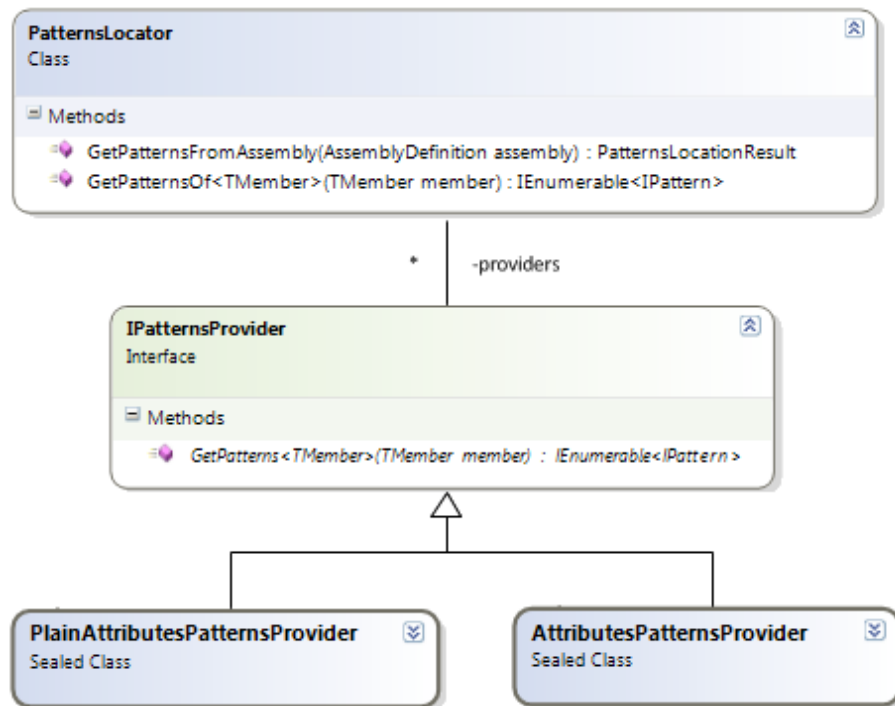 PatternsLocator
Class
Methods
GetPatternsFromAssembly(AssemblyDefinition assembly) : PatternsLocationResult
GetPatternsOf<TMember>(TMember member) : IEnumerable<IPattern>
* -providers
IPatternsProvider
Interface
Methods
GetPatterns<TMember>(TMember member) : IEnumerable<IPattern>
PlainAttributesPatternsProvider
Sealed Class
AttributesPatternsProvider
Sealed Class